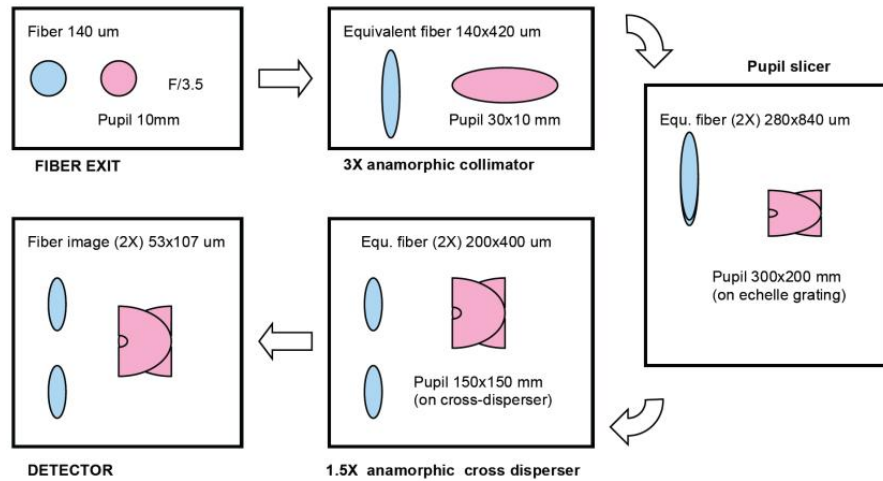 Fiber 140 um
F/3.5
Pupil 10mm
FIBER EXIT
Equivalent fiber 140x420 um
Pupil 30x10 mm
3X anamorphic collimator
Pupil slicer
Equ. fiber (2X) 280x840 um
Pupil 300x200 mm
(on echelle grating)
Fiber image (2X) 53x107 um
DETECTOR
Equ. fiber (2X) 200x400 um
Pupil 150x150 mm
(on cross-disperser)
1.5X anamorphic cross disperser